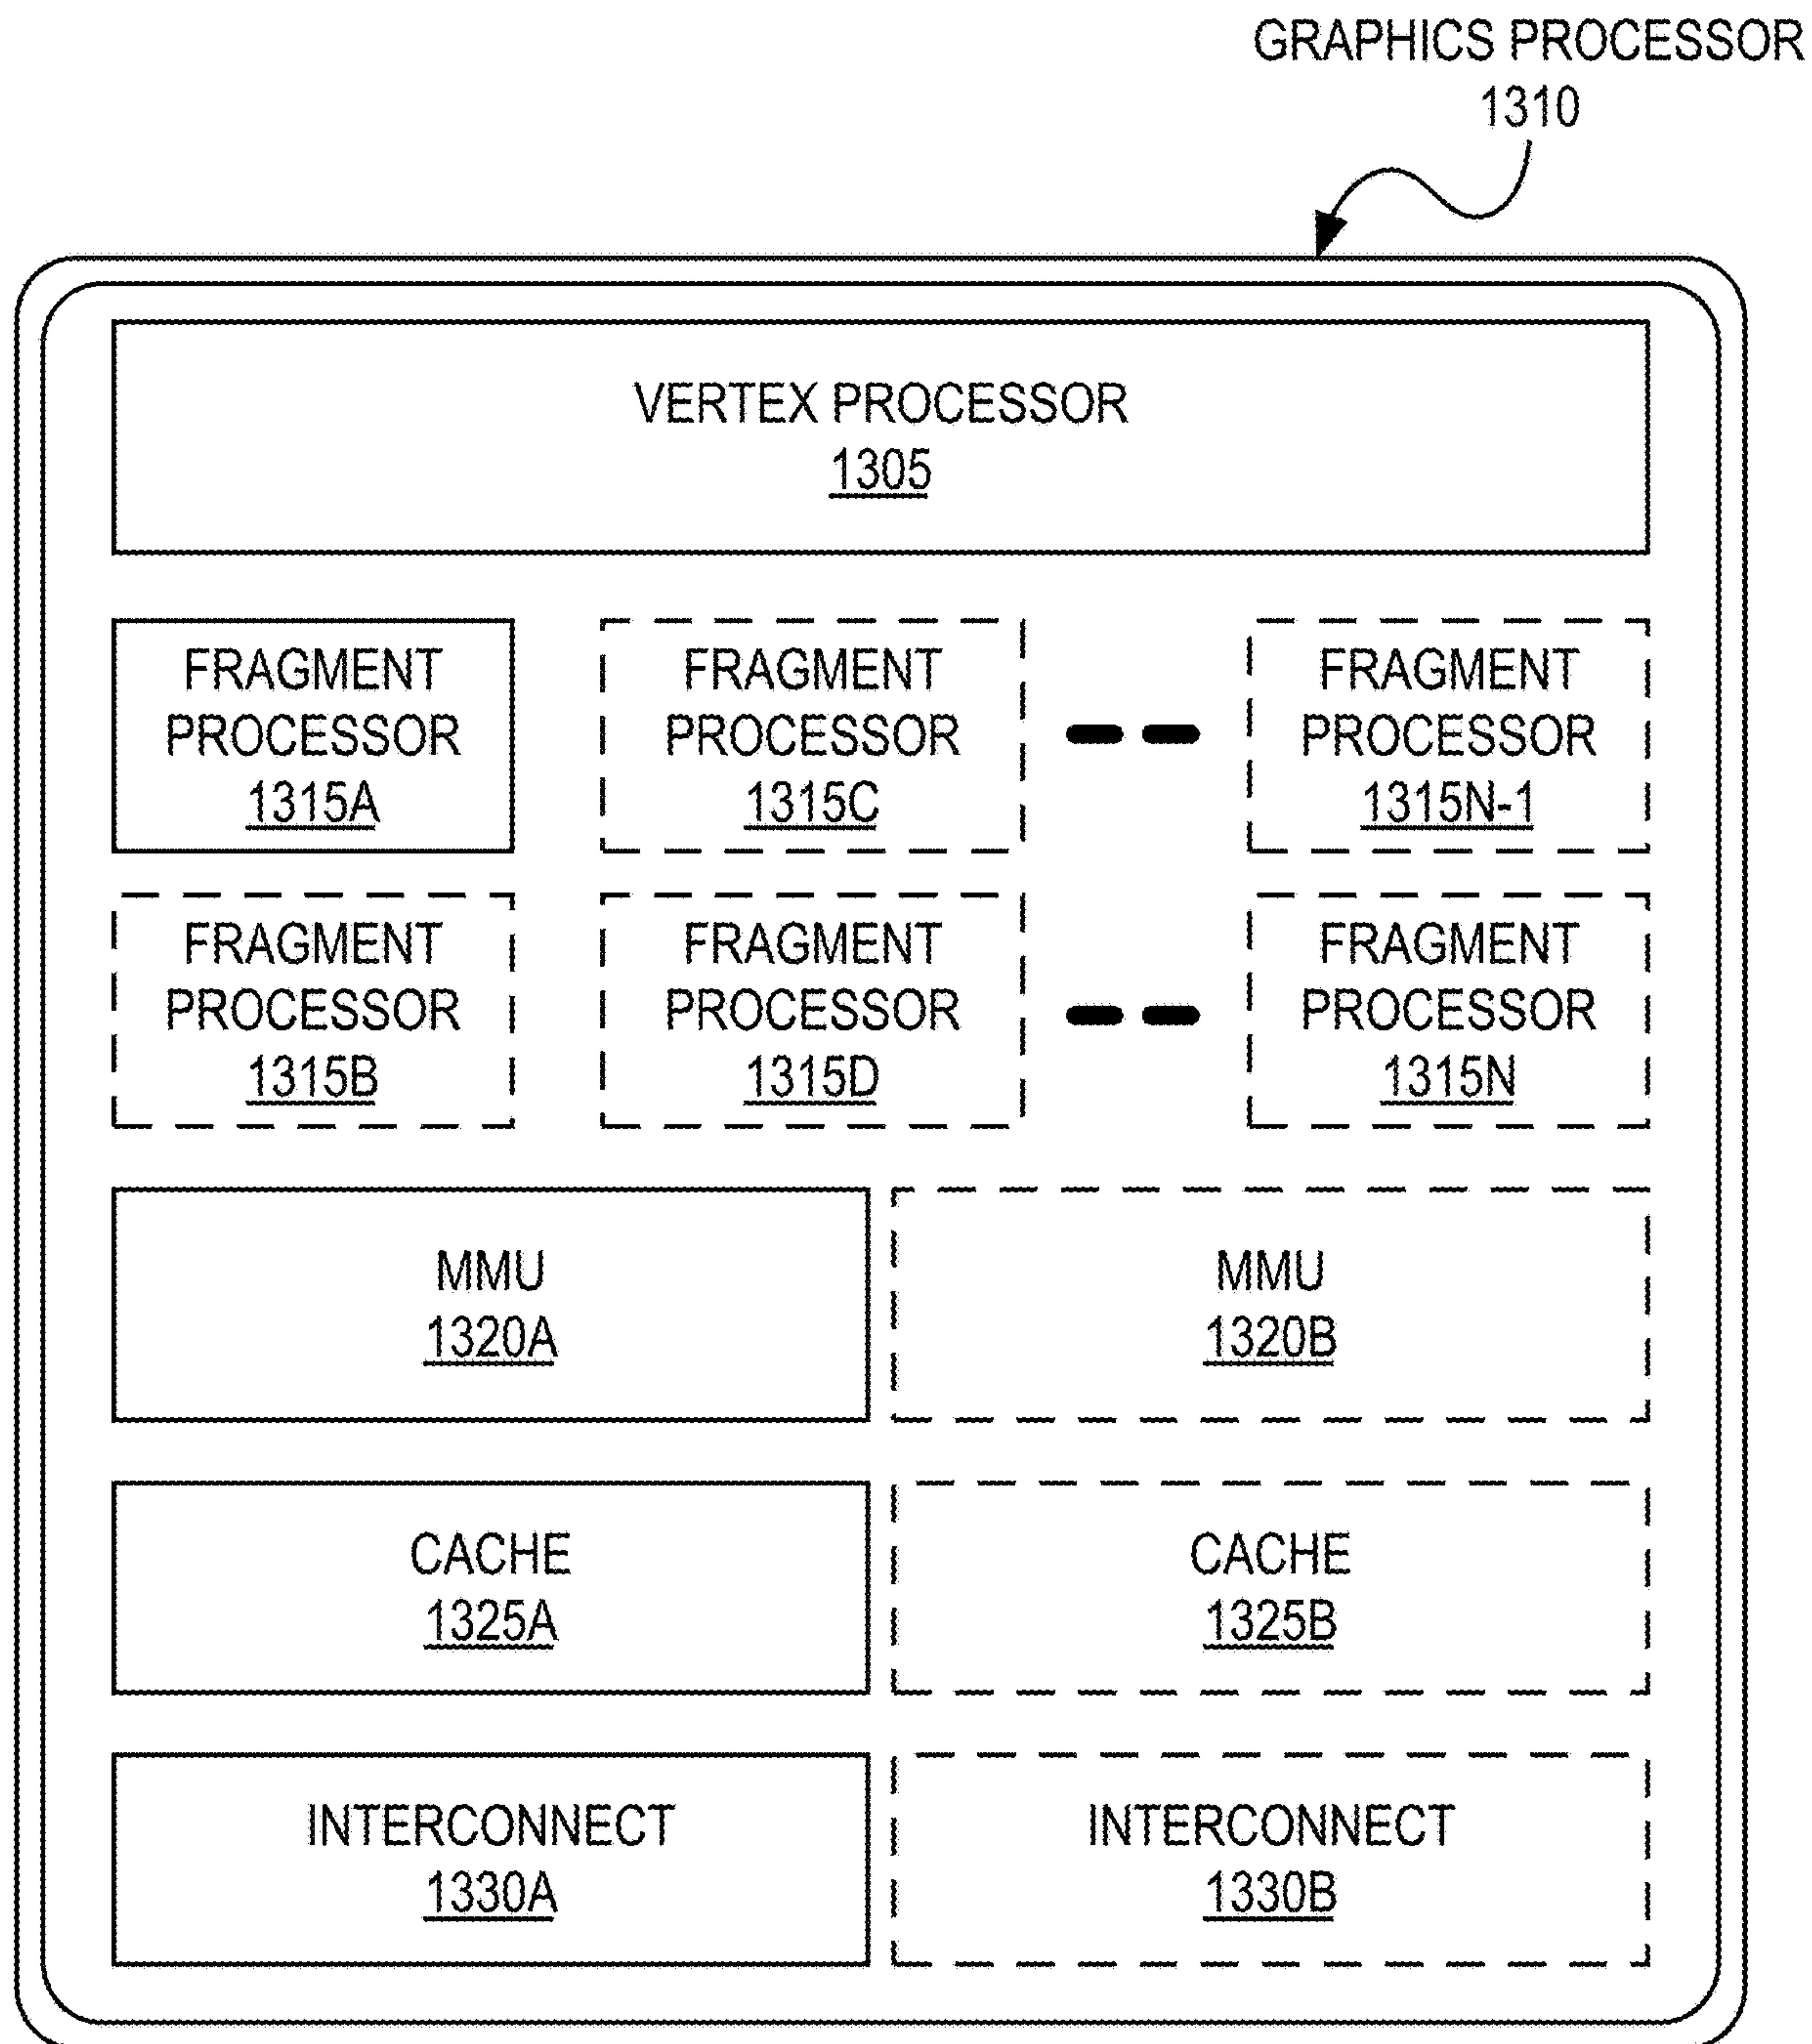 GRAPHICS PROCESSOR
1310
VERTEX PROCESSOR
1305
FRAGMENT
PROCESSOR
1315A
FRAGMENT
PROCESSOR
1315C
FRAGMENT
PROCESSOR
1315N-1
FRAGMENT
PROCESSOR
1315B
FRAGMENT
PROCESSOR
1315D
FRAGMENT
PROCESSOR
1315N
MMU
1320A
MMU
1320B
CACHE
1325A
CACHE
1325B
INTERCONNECT
1330A
INTERCONNECT
1330B